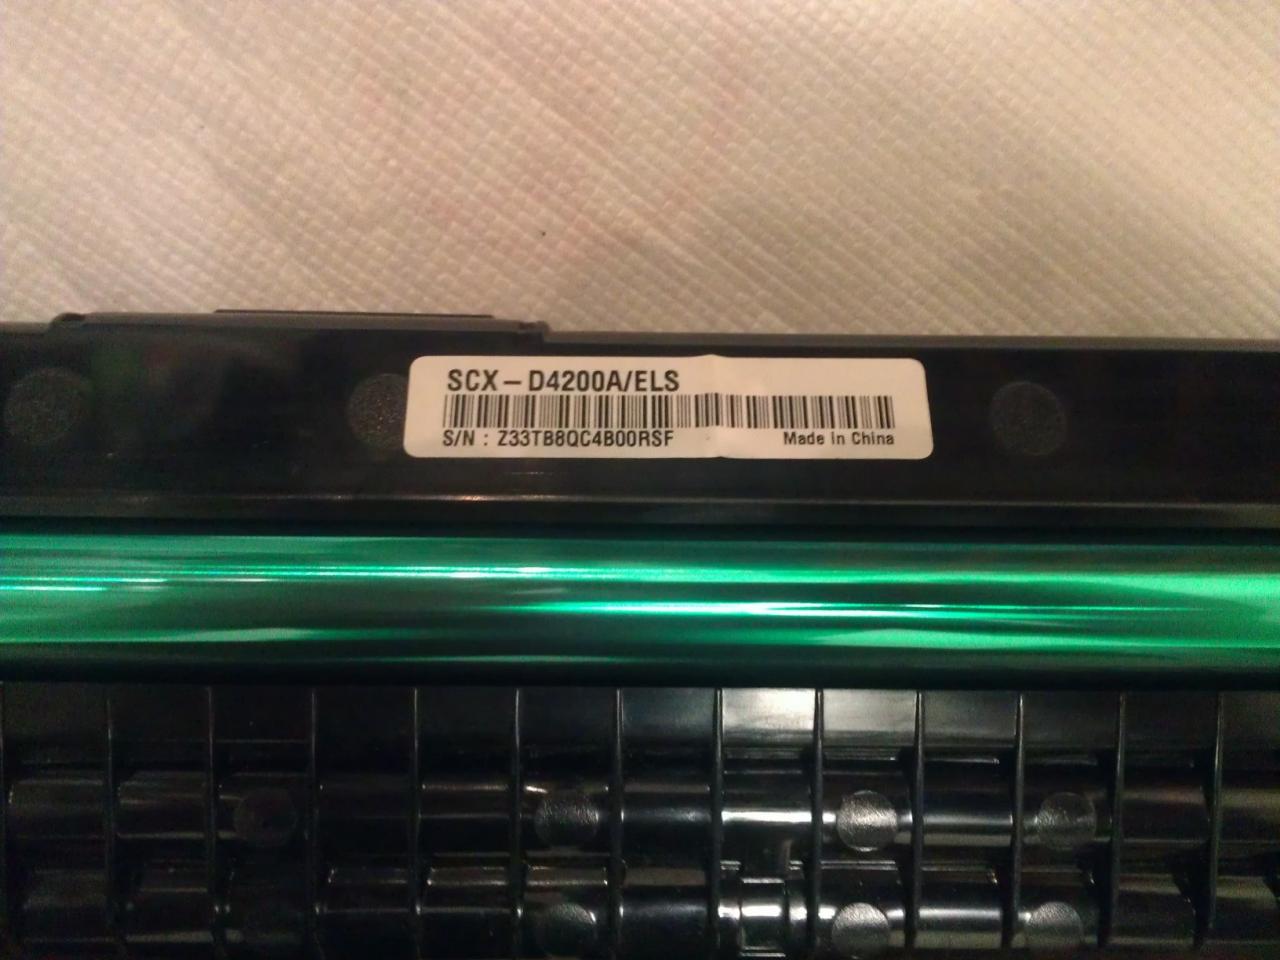 SCX-D4200A/ELS
S/N : Z33TB8QC4B00RSF
Made in China